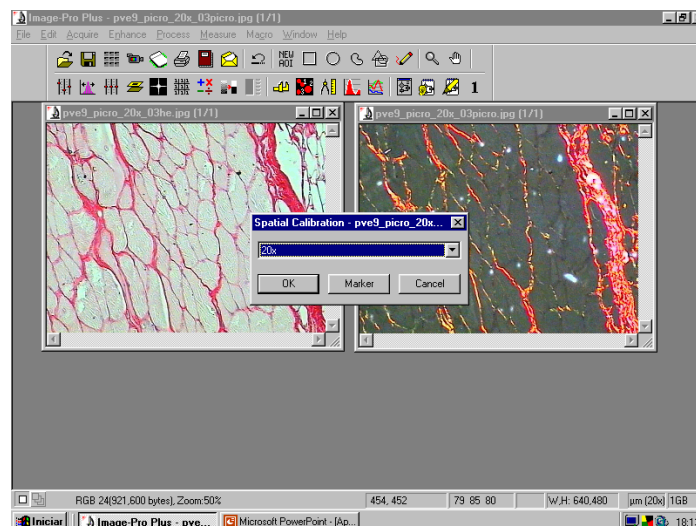 Image-Pro Plus - pve9_picro_20x_03picro.jpg (1/1)
File Edit Acquire Enhance Process Measure Macro Window Help
NEW AOI
1
pve9_picro_20x_03he.jpg (1/1)
pve9_picro_20x_03picro.jpg (1/1)
Spatial Calibration - pve9_picro_20x...
20x
OK Marker Cancel
RGB 24(921,600 bytes), Zoom:50% 454, 452 79 85 80 W,H: 640,480 µm (20x) 1GB
Iniciar Image-Pro Plus - pve... Microsoft PowerPoint - [Ap...